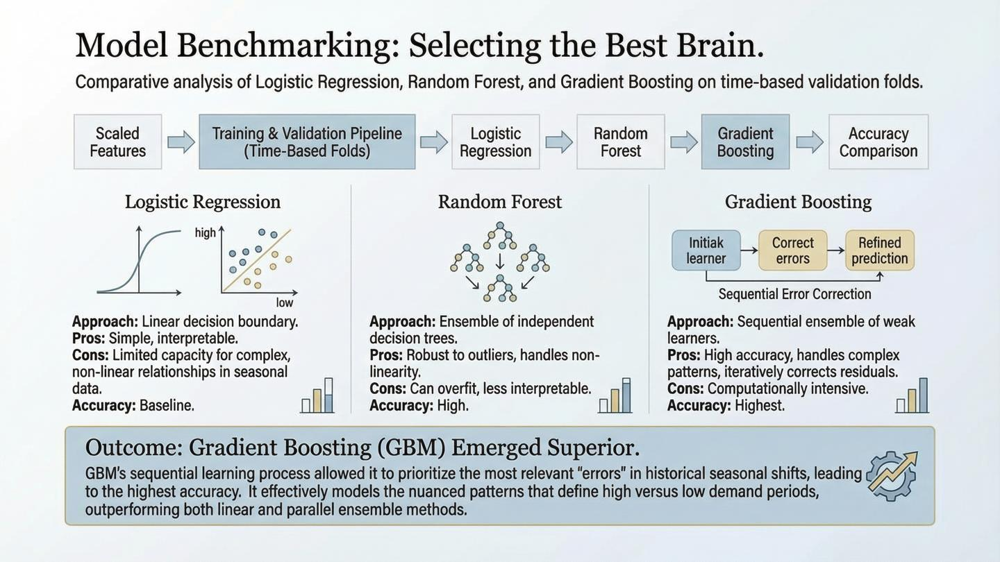 Model Benchmarking: Selecting the Best Brain.
Comparative analysis of Logistic Regression, Random Forest, and Gradient Boosting on time-based validation folds.
Scaled
Features
Training & Validation Pipeline
(Time-Based Folds)
Logistic
Regression
Random
Forest
Gradient
Boosting
Accuracy
Comparison
Logistic Regression
high
low
Approach: Linear decision boundary.
Pros: Simple, interpretable.
Cons: Limited capacity for complex,
non-linear relationships in seasonal
data.
Accuracy: Baseline.
Random Forest
Approach: Ensemble of independent
decision trees.
Pros: Robust to outliers, handles non-
linearity.
Cons: Can overfit, less interpretable.
Accuracy: High.
Gradient Boosting
Initiak
learner
Correct
errors
Refined
prediction
Sequential Error Correction
Approach: Sequential ensemble of weak
learners.
Pros: High accuracy, handles complex
patterns, iteratively corrects residuals.
Cons: Computationally intensive.
Accuracy: Highest.
Outcome: Gradient Boosting (GBM) Emerged Superior.
GBM's sequential learning process allowed it to prioritize the most relevant "errors" in historical seasonal shifts, leading
to the highest accuracy. It effectively models the nuanced patterns that define high versus low demand periods,
outperforming both linear and parallel ensemble methods.